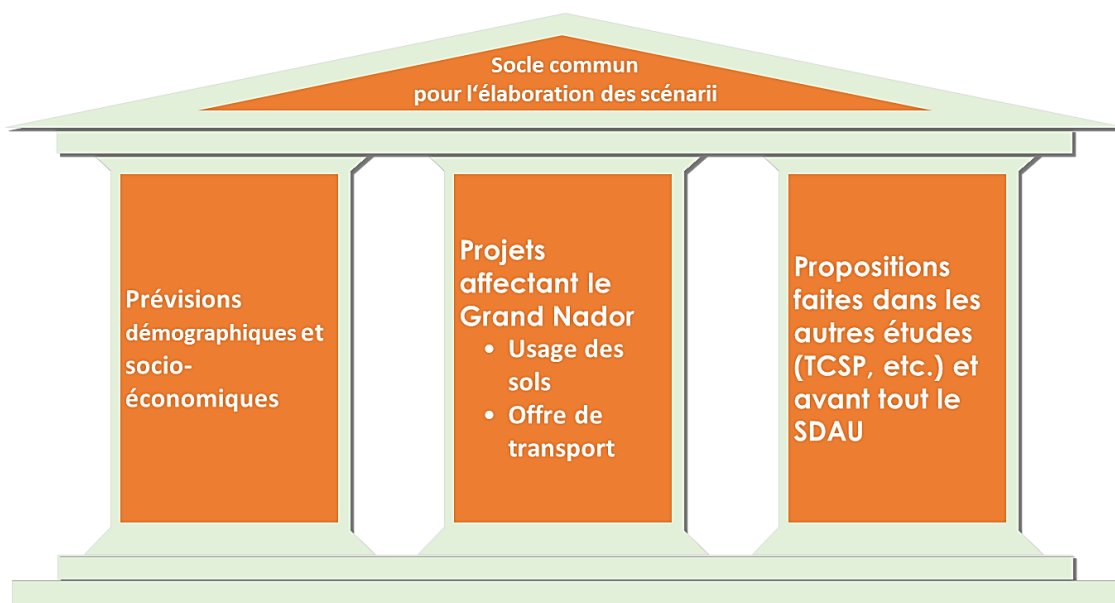 Socle commun
pour l‘élaboration des scénarii
Prévisions
démographiques et
socio-
économiques
Projets
affectant le
Grand Nador
• Usage des
sols
• Offre de
transport
Propositions
faites dans les
autres études
(TCSP, etc.) et
avant tout le
SDAU